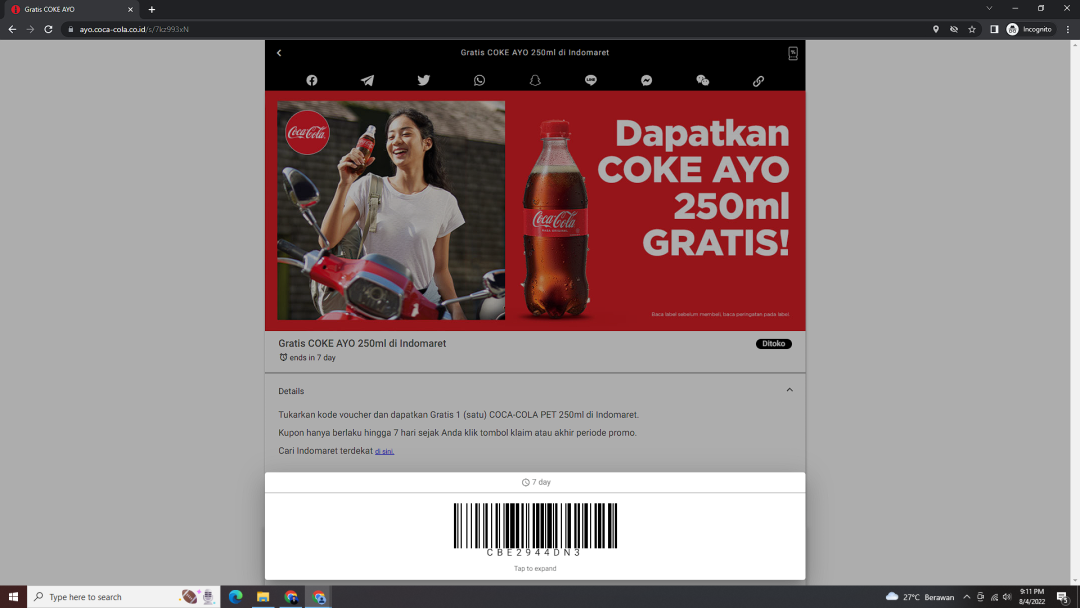 Gratis COKE AYO
ayo.coca-cola.co.id/s/7kz993xN
Incognito
Gratis COKE AYO 250ml di Indomaret
LINE
Coca-Cola
Dapatkan
COKE AYO
250ml
GRATIS!
Coca-Cola
Baca label sebelum membeli, baca peringatan pada label.
Gratis COKE AYO 250ml di Indomaret
Ditoko
ends in 7 day
Details
Tukarkan kode voucher dan dapatkan Gratis 1 (satu) COCA-COLA PET 250ml di Indomaret.
Kupon hanya berlaku hingga 7 hari sejak Anda klik tombol klaim atau akhir periode promo.
Cari Indomaret terdekat di sini.
7 day
CBE2944DN3
Tap to expand
Type here to search
27°C Berawan
9:11 PM
8/4/2022
5